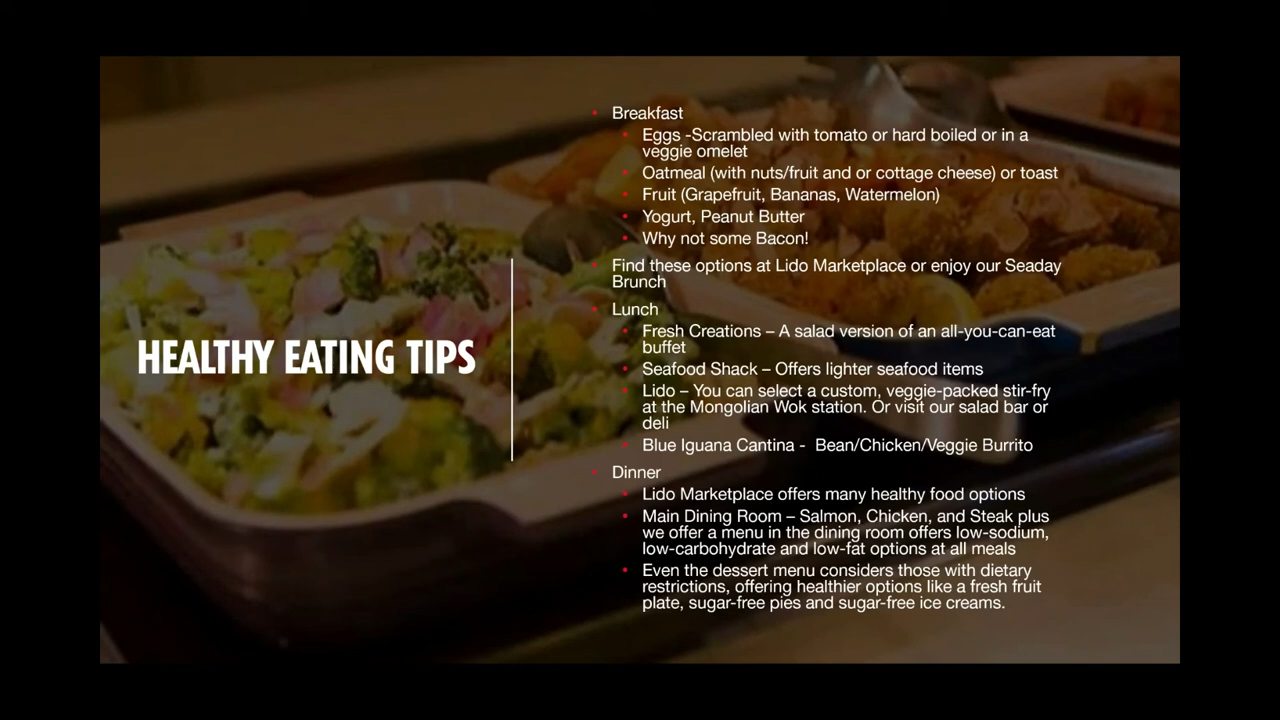 HEALTHY EATING TIPS
• Breakfast
• Eggs -Scrambled with tomato or hard boiled or in a
veggie omelet
• Oatmeal (with nuts/fruit and or cottage cheese) or toast
• Fruit (Grapefruit, Bananas, Watermelon)
• Yogurt, Peanut Butter
• Why not some Bacon!
• Find these options at Lido Marketplace or enjoy our Seaday
Brunch
• Lunch
• Fresh Creations – A salad version of an all-you-can-eat
buffet
• Seafood Shack – Offers lighter seafood items
• Lido – You can select a custom, veggie-packed stir-fry
at the Mongolian Wok station. Or visit our salad bar or
deli
• Blue Iguana Cantina -  Bean/Chicken/Veggie Burrito
• Dinner
• Lido Marketplace offers many healthy food options
• Main Dining Room – Salmon, Chicken, and Steak plus
we offer a menu in the dining room offers low-sodium,
low-carbohydrate and low-fat options at all meals
• Even the dessert menu considers those with dietary
restrictions, offering healthier options like a fresh fruit
plate, sugar-free pies and sugar-free ice creams.